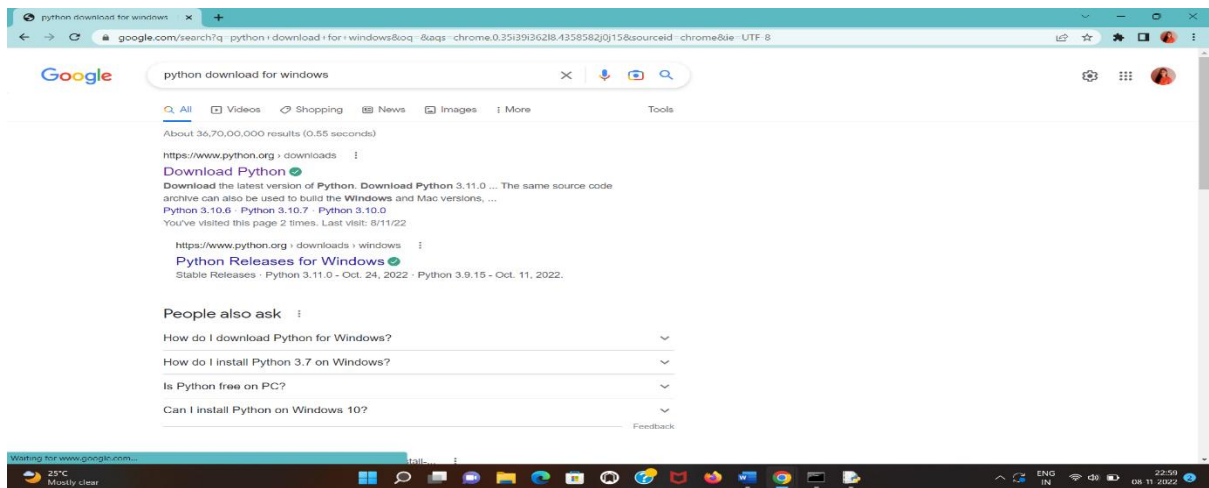 python download for windows
google.com/search?q=python+download+for+windows&oq=&aqs=chrome.0.35i39i362l8.4358582j0j15&sourceid=chrome&ie=UTF-8
Google
python download for windows
All Videos Shopping News Images More Tools
About 36,70,00,000 results (0.55 seconds)
https://www.python.org › downloads
Download Python
Download the latest version of Python. Download Python 3.11.0 ... The same source code
archive can also be used to build the Windows and Mac versions, ...
Python 3.10.6 · Python 3.10.7 · Python 3.10.0
You've visited this page 2 times. Last visit: 8/11/22
https://www.python.org › downloads › windows
Python Releases for Windows
Stable Releases · Python 3.11.0 - Oct. 24, 2022 · Python 3.9.15 - Oct. 11, 2022.
People also ask
How do I download Python for Windows?
How do I install Python 3.7 on Windows?
Is Python free on PC?
Can I install Python on Windows 10?
Feedback
Waiting for www.google.com...
25°C
Mostly clear
ENG
IN
22:59
08-11-2022
2